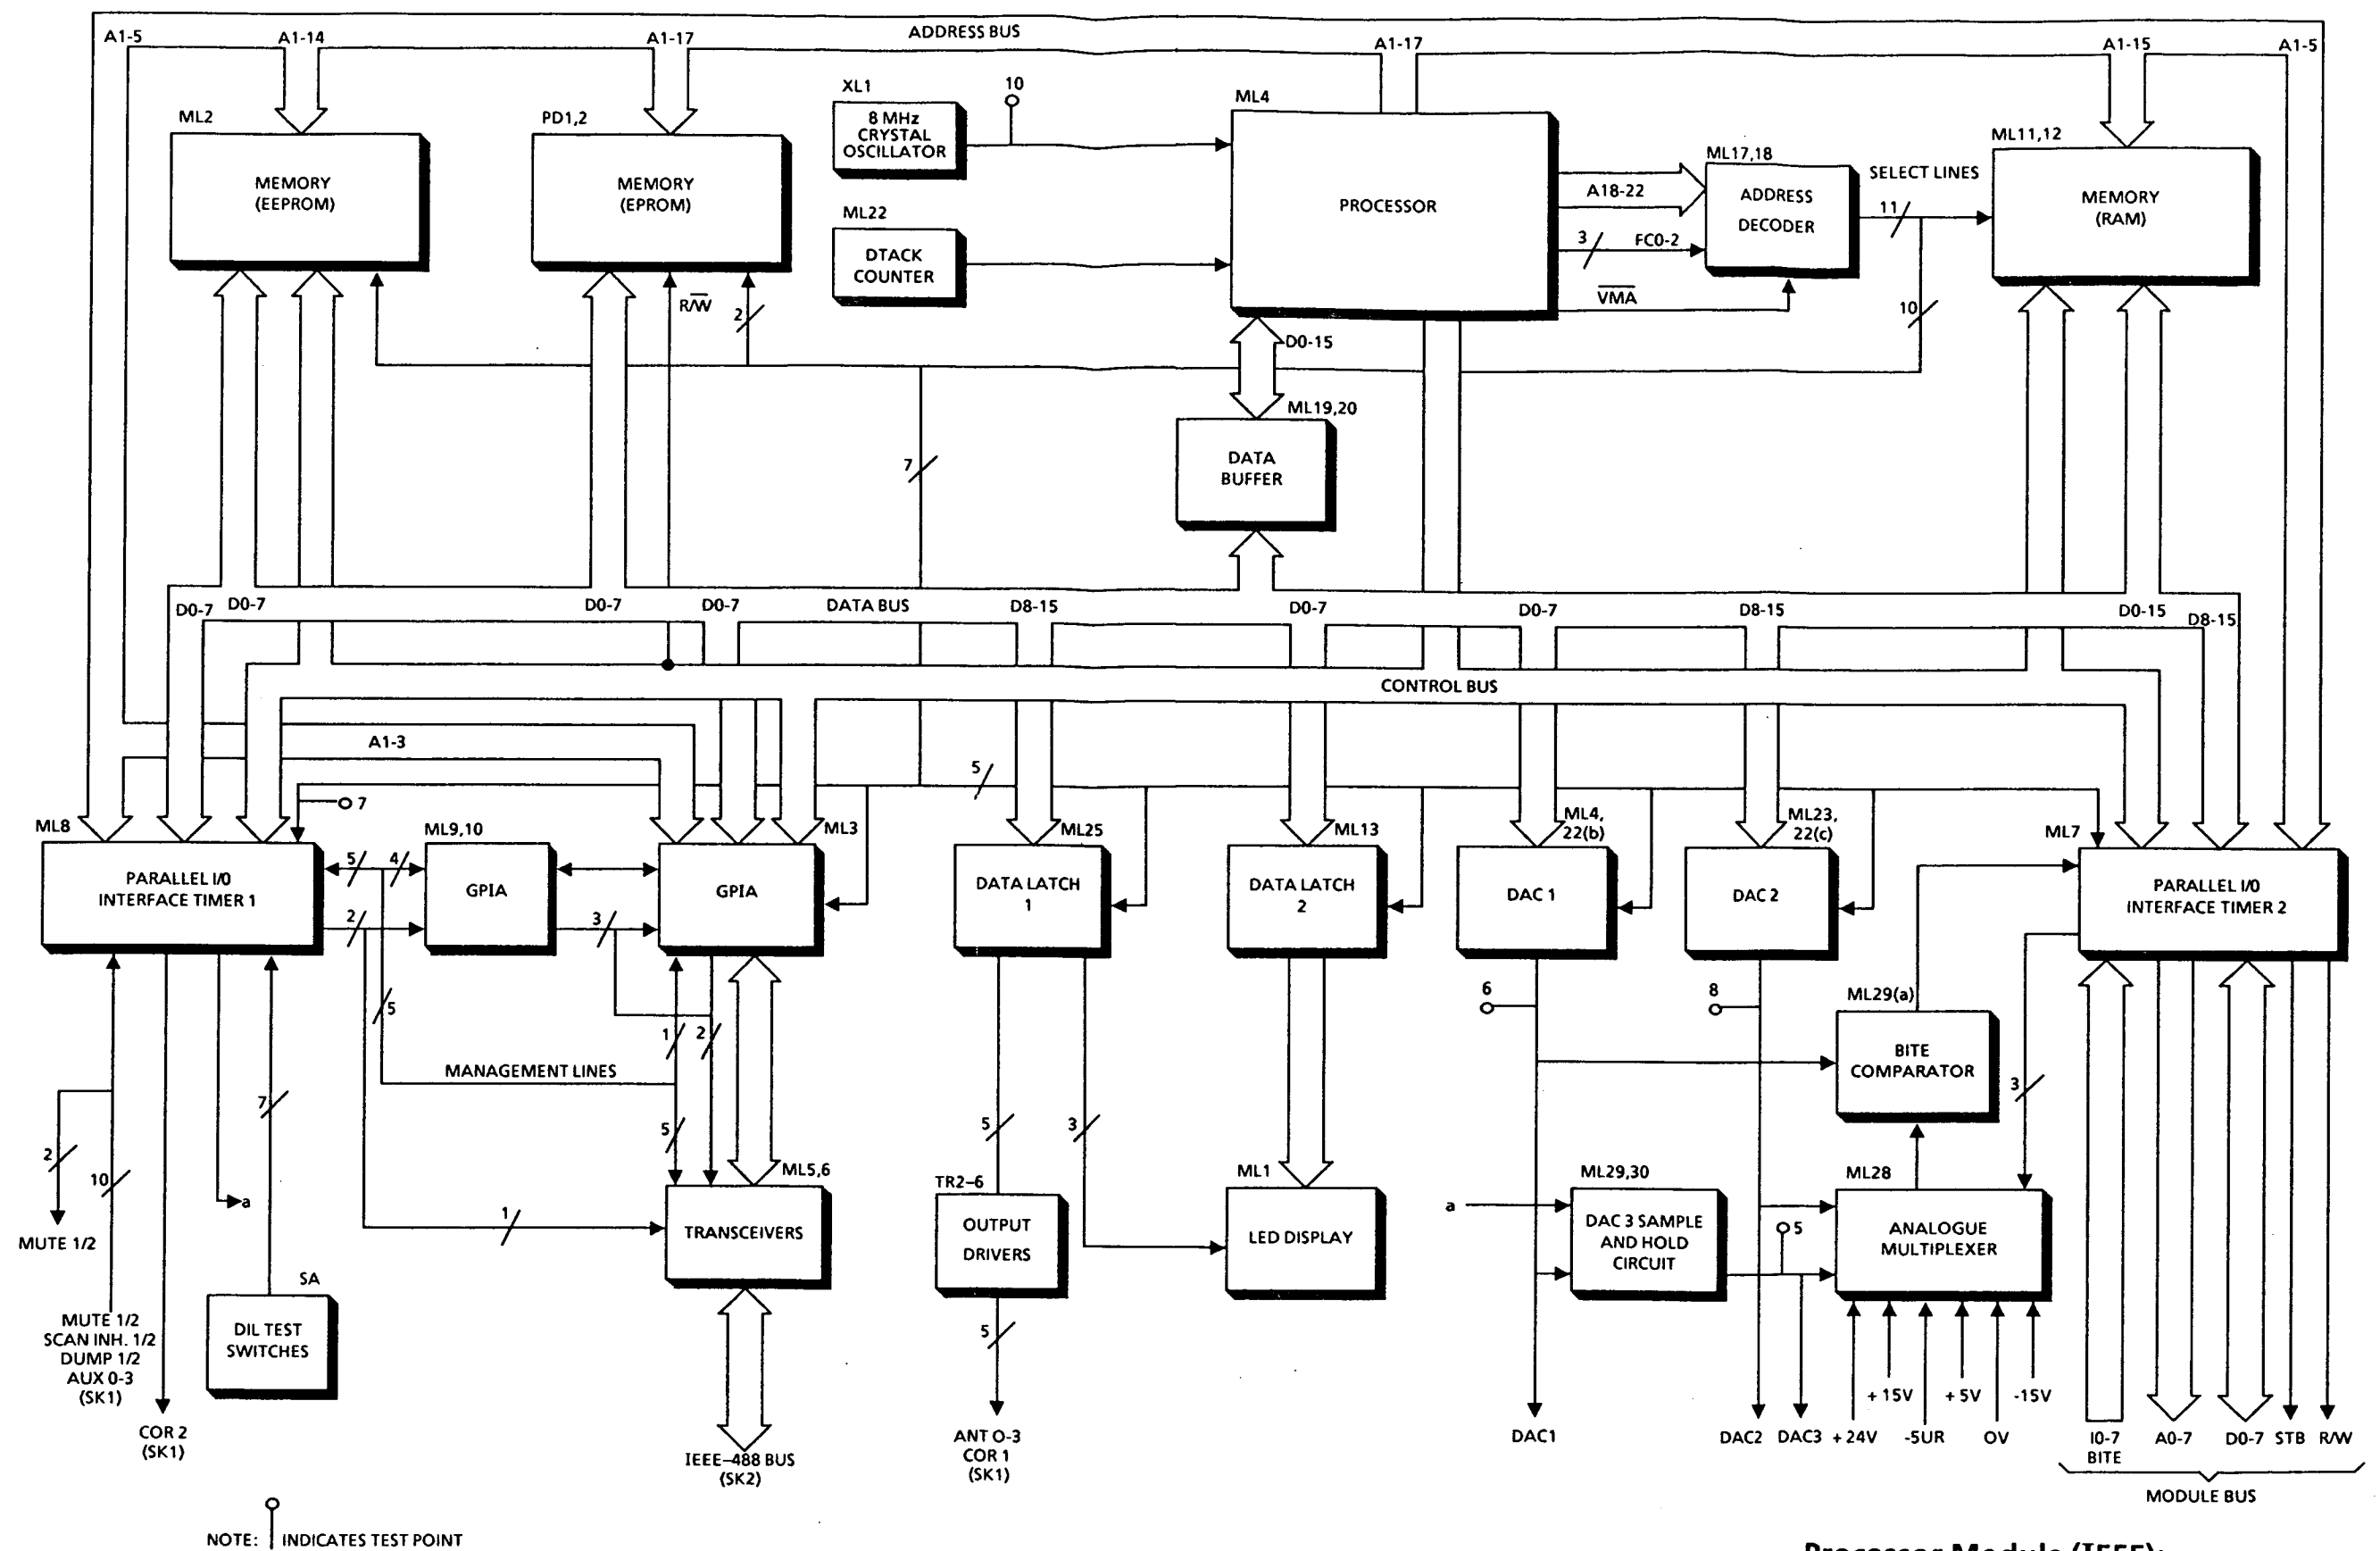 ADDRESS BUS
A1-5
A1-14
A1-17
A1-17
A1-15
A1-5
ML2
MEMORY
(EEPROM)
PD1,2
MEMORY
(EPROM)
XL1
8 MHz
CRYSTAL
OSCILLATOR
10
ML22
DTACK
COUNTER
ML4
PROCESSOR
A18-22
3
FC0-2
VMA
ML17,18
ADDRESS
DECODER
SELECT LINES
11
10
ML11,12
MEMORY
(RAM)
R/W
2
D0-15
ML19,20
DATA
BUFFER
7
D0-7
D0-7
D0-7
D0-7
DATA BUS
D8-15
D0-7
D0-7
D8-15
D0-15
D8-15
CONTROL BUS
A1-3
5
7
ML8
PARALLEL I/0
INTERFACE TIMER 1
5
4
2
ML9,10
GPIA
3
ML3
GPIA
ML25
DATA LATCH
1
ML13
DATA LATCH
2
ML4,
22(b)
DAC 1
ML23,
22(c)
DAC 2
ML7
PARALLEL I/0
INTERFACE TIMER 2
5
1
2
MANAGEMENT LINES
5
6
8
ML29(a)
BITE
COMPARATOR
3
2
10
7
a
MUTE 1/2
1
ML5,6
TRANSCEIVERS
5
3
TR2-6
OUTPUT
DRIVERS
5
ML1
LED DISPLAY
a
ML29,30
DAC 3 SAMPLE
AND HOLD
CIRCUIT
5
ML28
ANALOGUE
MULTIPLEXER
SA
DIL TEST
SWITCHES
MUTE 1/2
SCAN INH. 1/2
DUMP 1/2
AUX 0-3
(SK1)
COR 2
(SK1)
IEEE-488 BUS
(SK2)
ANT O-3
COR 1
(SK1)
DAC1
DAC2
DAC3
+24V
+15V
-5UR
+5V
OV
-15V
I0-7
BITE
A0-7
D0-7
STB
R/W
MODULE BUS
NOTE: INDICATES TEST POINT
Processor Module (IEEE):